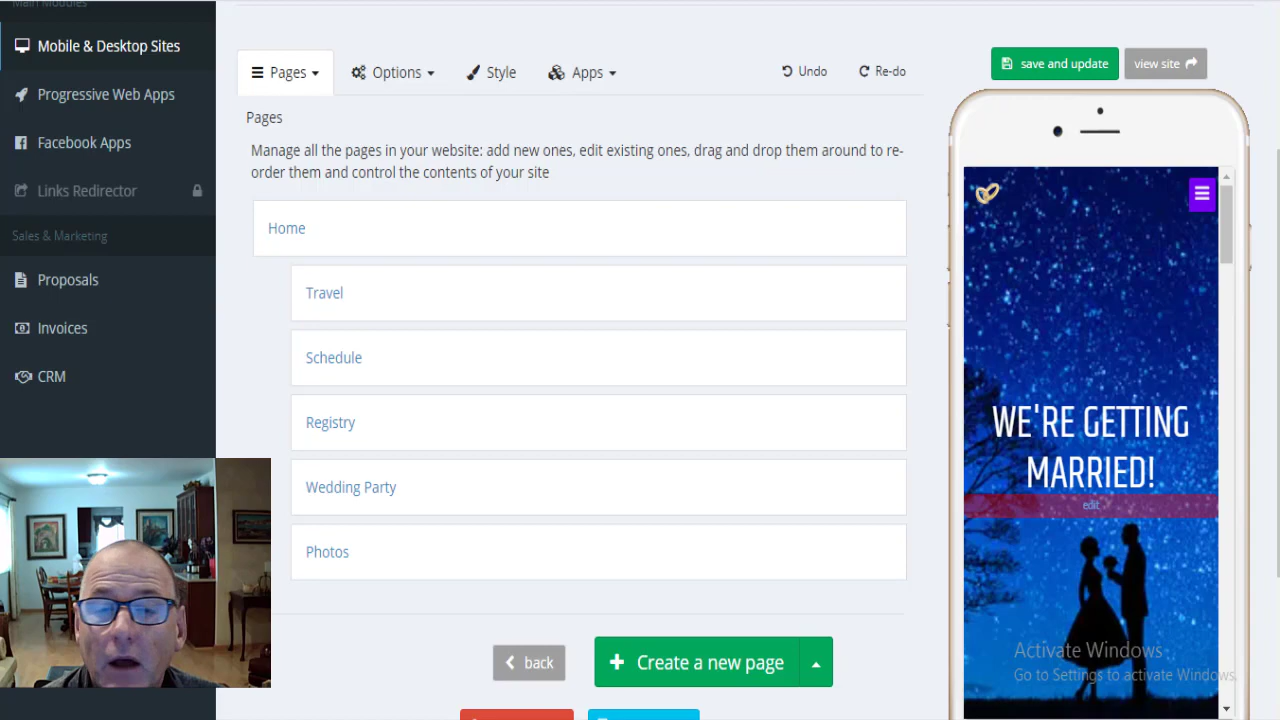 Main Modules
Mobile & Desktop Sites
Progressive Web Apps
Facebook Apps
Links Redirector
Sales & Marketing
Proposals
Invoices
CRM
Pages
Options
Style
Apps
Undo
Re-do
Pages
Manage all the pages in your website: add new ones, edit existing ones, drag and drop them around to re-
order them and control the contents of your site
Home
Travel
Schedule
Registry
Wedding Party
Photos
back
Create a new page
save and update
view site
WE'RE GETTING
MARRIED!
edit
Activate Windows
Go to Settings to activate Windows.